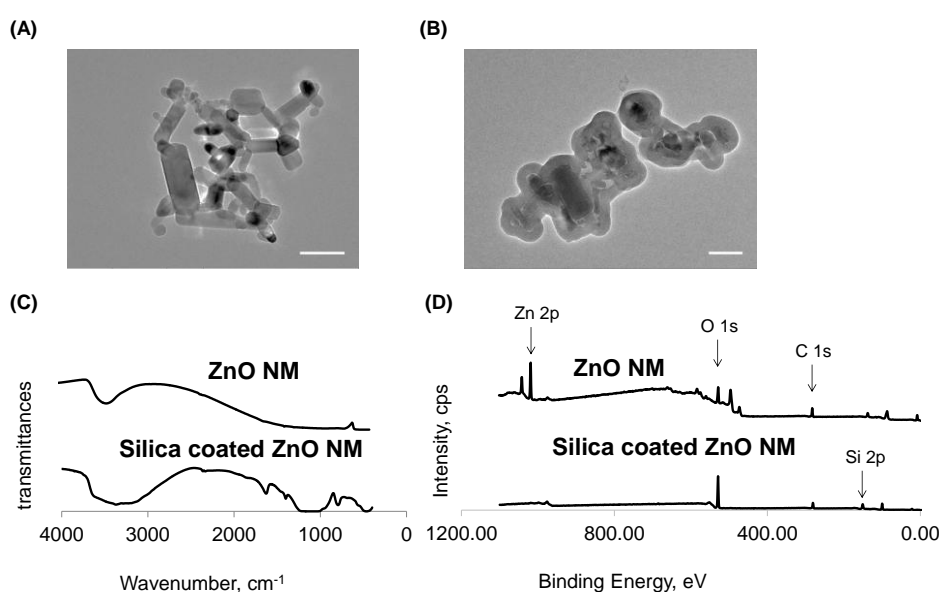 (A)
(B)
(C)
ZnO NM
Silica coated ZnO NM
transmittances
4000 3000 2000 1000 0
Wavenumber, cm-1
(D)
Zn 2p
O 1s
C 1s
ZnO NM
Silica coated ZnO NM
Si 2p
Intensity, cps
1200.00 800.00 400.00 0.00
Binding Energy, eV